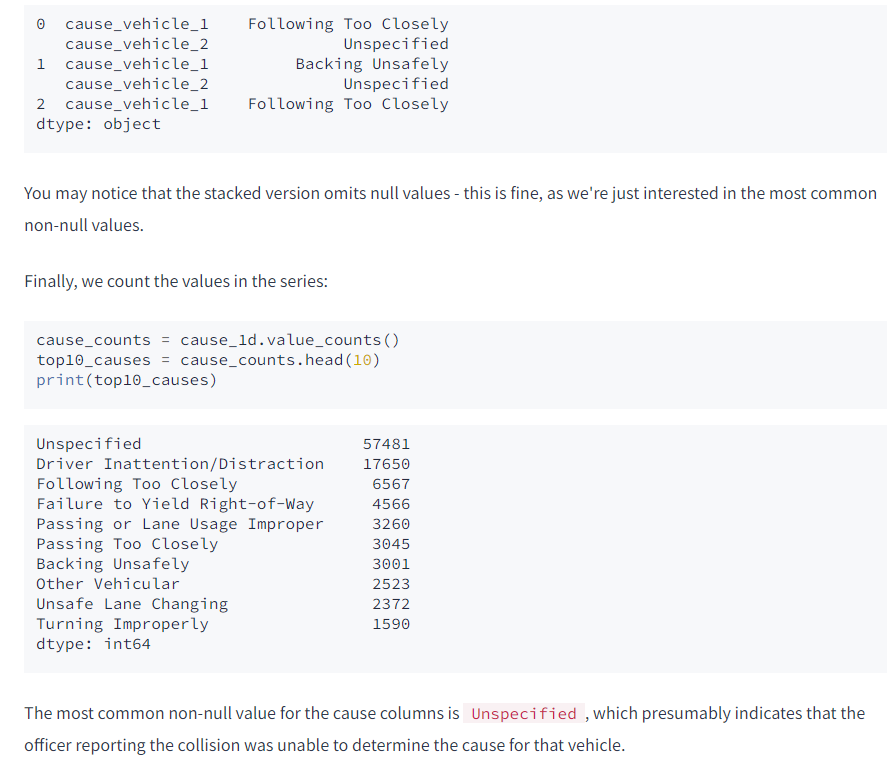 0  cause_vehicle_1    Following Too Closely
   cause_vehicle_2              Unspecified
1  cause_vehicle_1         Backing Unsafely
   cause_vehicle_2              Unspecified
2  cause_vehicle_1    Following Too Closely
dtype: object
You may notice that the stacked version omits null values - this is fine, as we're just interested in the most common
non-null values.
Finally, we count the values in the series:
cause_counts = cause_1d.value_counts()
top10_causes = cause_counts.head(10)
print(top10_causes)
Unspecified                       57481
Driver Inattention/Distraction    17650
Following Too Closely              6567
Failure to Yield Right-of-Way      4566
Passing or Lane Usage Improper     3260
Passing Too Closely                3045
Backing Unsafely                   3001
Other Vehicular                    2523
Unsafe Lane Changing               2372
Turning Improperly                 1590
dtype: int64
The most common non-null value for the cause columns is Unspecified , which presumably indicates that the
officer reporting the collision was unable to determine the cause for that vehicle.